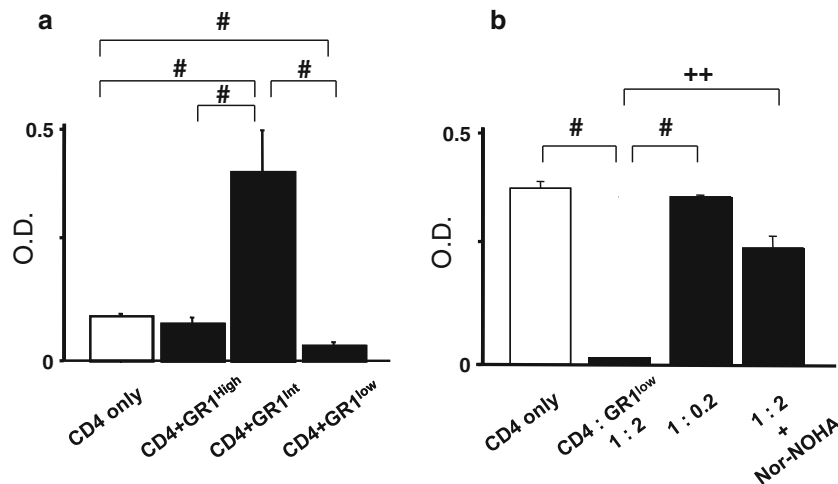 a
#
#
#
#
0.5
O.D.
0
CD4 only
CD4+GR1High
CD4+GR1Int
CD4+GR1low
b
++
#
#
0.5
O.D.
0
CD4 only
CD4 : GR1low
1 : 2
1 : 0.2
1 : 2
+
Nor-NOHA